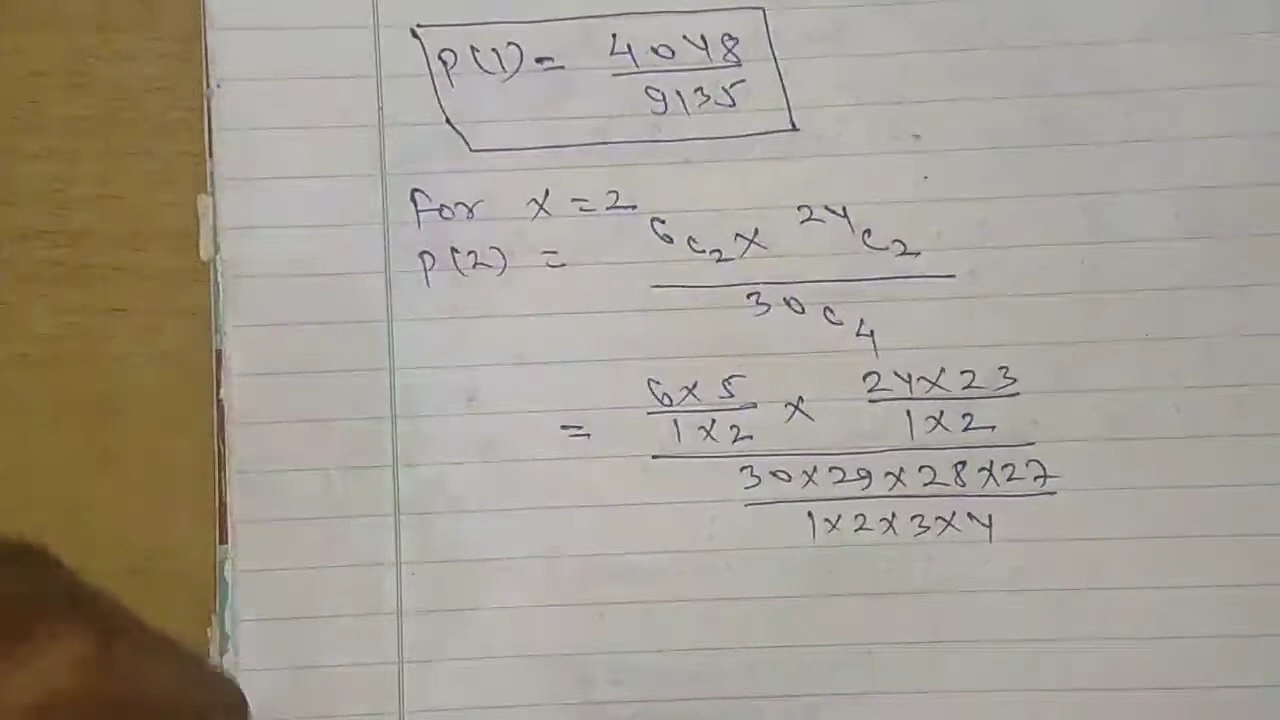 P(1) = 4048
9135
For x = 2
P(2) = 6c2 x 24c2
30c4
= 6x5 x 24x23
1x2 1x2
30x29x28x27
1x2x3x4